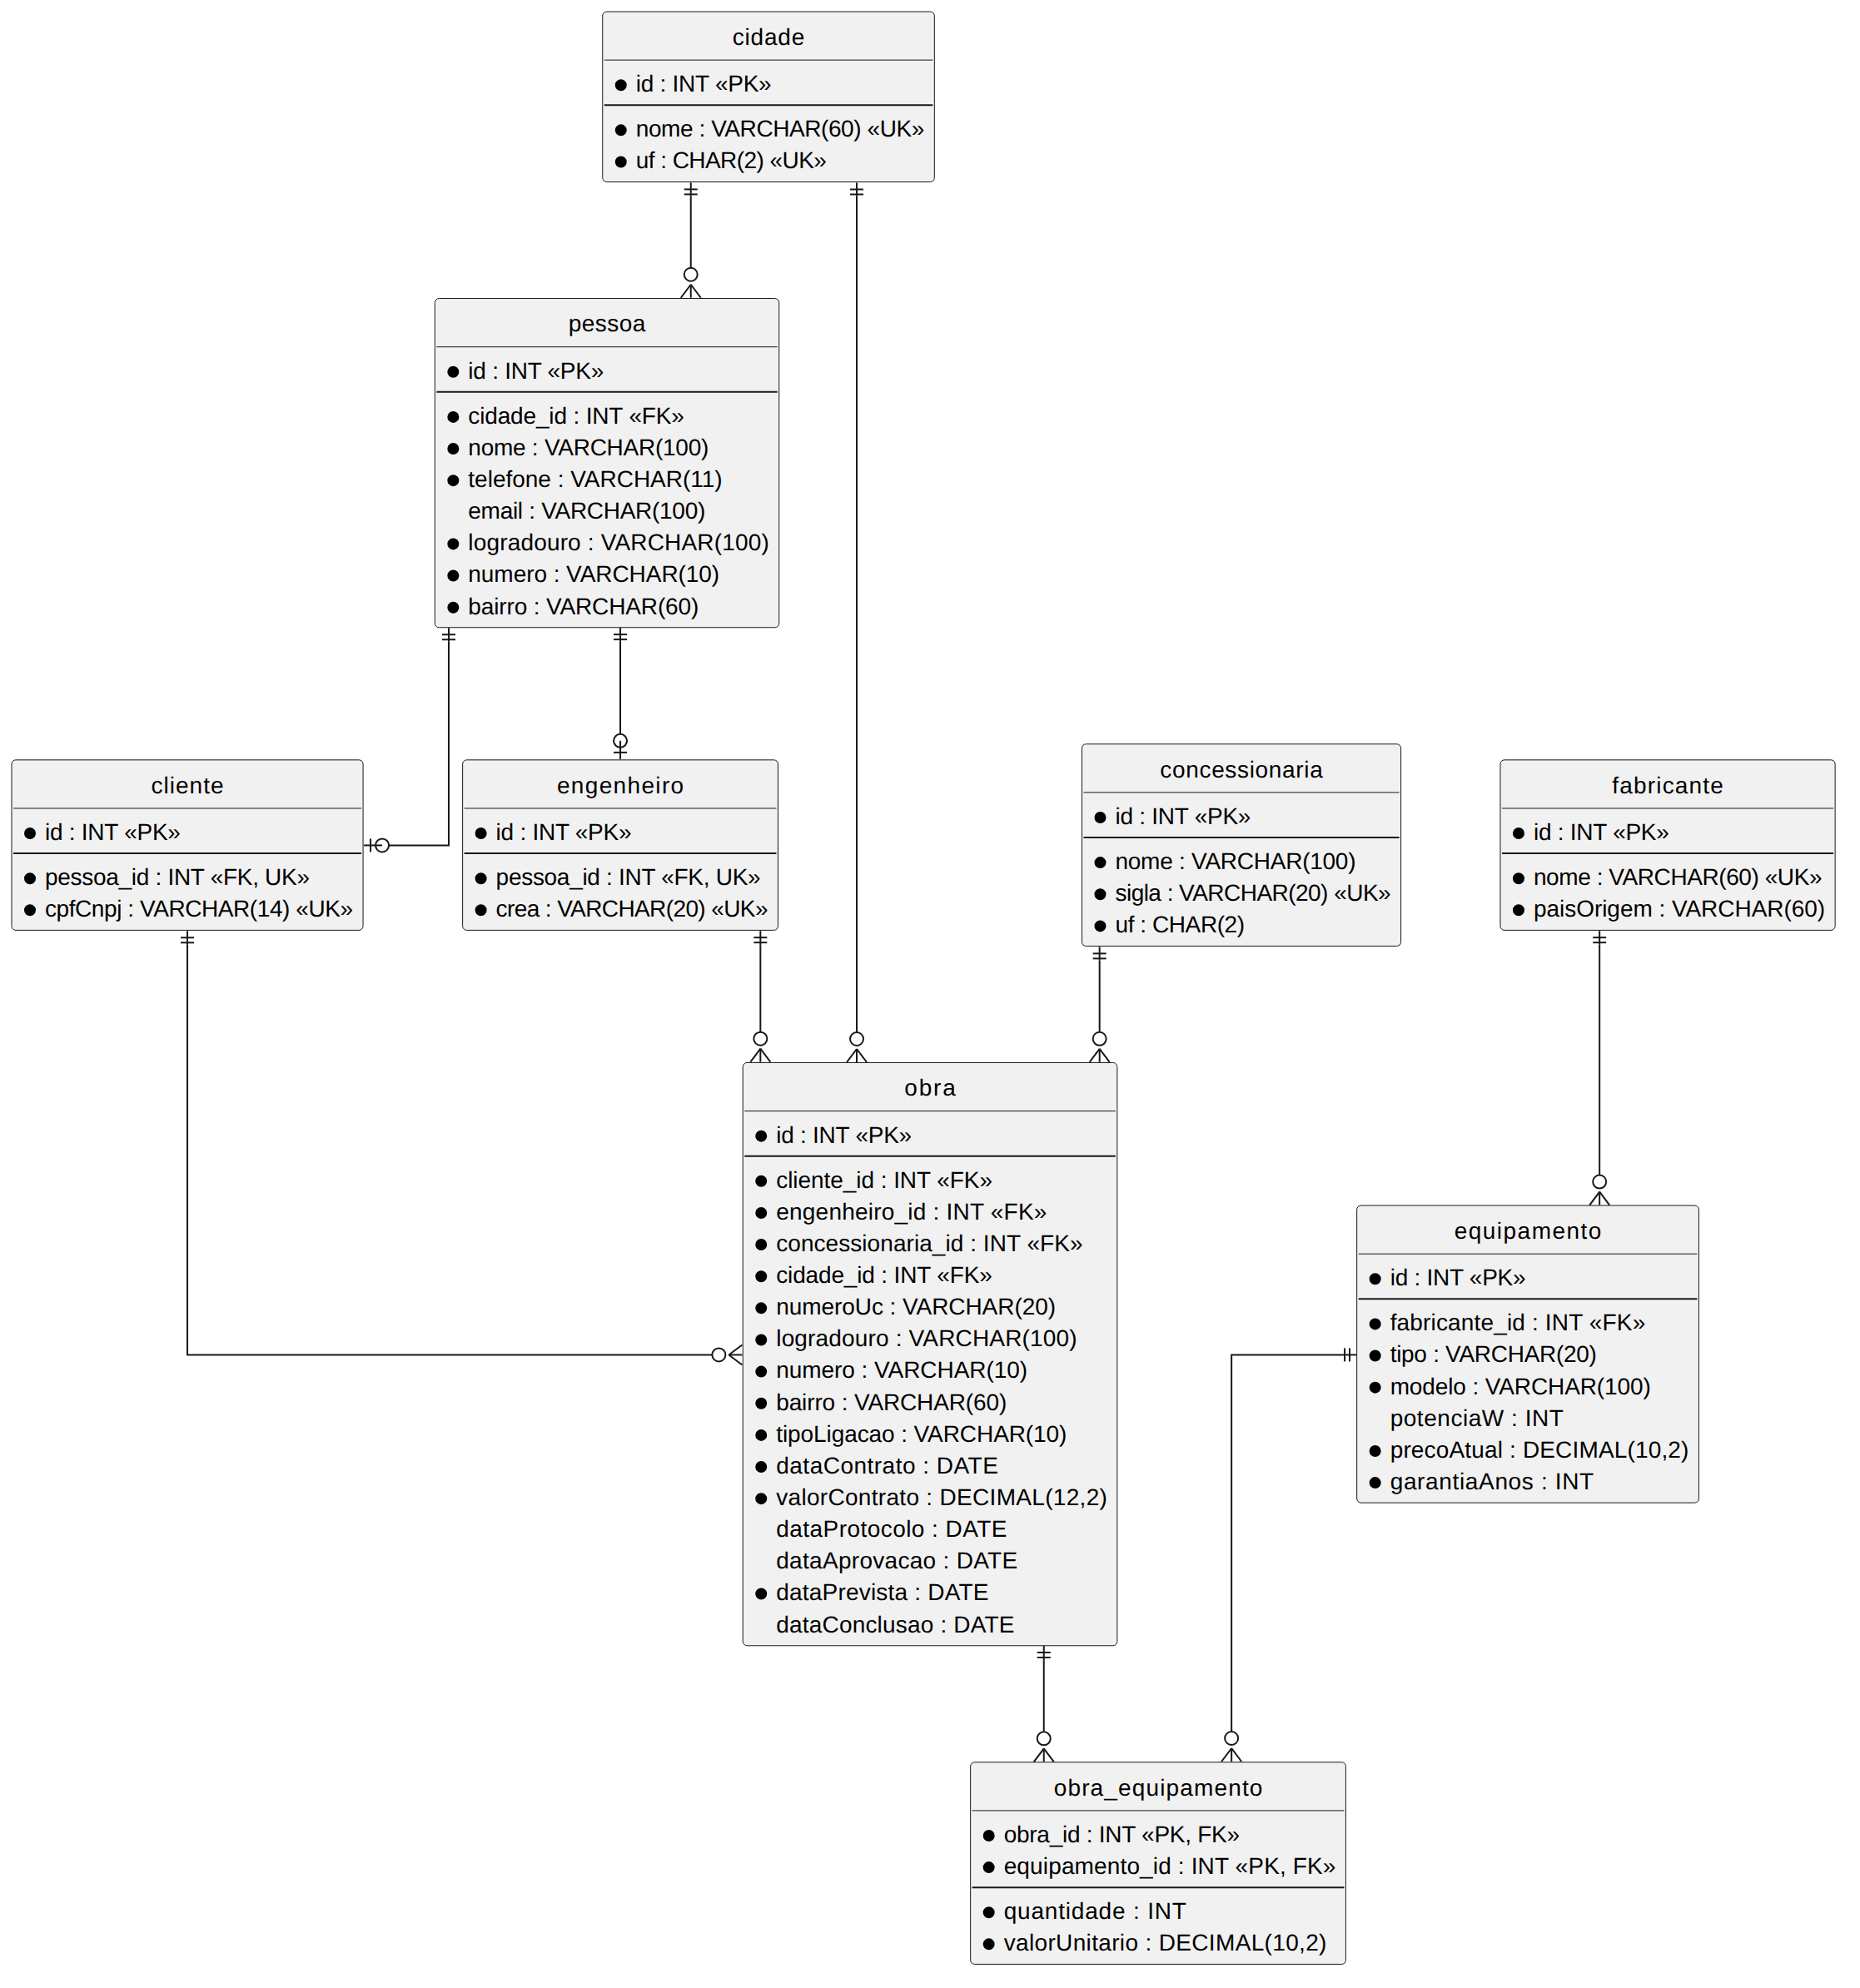 cidade
id : INT «PK»
nome : VARCHAR(60) «UK»
uf : CHAR(2) «UK»
pessoa
id : INT «PK»
cidade_id : INT «FK»
nome : VARCHAR(100)
telefone : VARCHAR(11)
email : VARCHAR(100)
logradouro : VARCHAR(100)
numero : VARCHAR(10)
bairro : VARCHAR(60)
cliente
id : INT «PK»
pessoa_id : INT «FK, UK»
cpfCnpj : VARCHAR(14) «UK»
engenheiro
id : INT «PK»
pessoa_id : INT «FK, UK»
crea : VARCHAR(20) «UK»
concessionaria
id : INT «PK»
nome : VARCHAR(100)
sigla : VARCHAR(20) «UK»
uf : CHAR(2)
fabricante
id : INT «PK»
nome : VARCHAR(60) «UK»
paisOrigem : VARCHAR(60)
obra
id : INT «PK»
cliente_id : INT «FK»
engenheiro_id : INT «FK»
concessionaria_id : INT «FK»
cidade_id : INT «FK»
numeroUc : VARCHAR(20)
logradouro : VARCHAR(100)
numero : VARCHAR(10)
bairro : VARCHAR(60)
tipoLigacao : VARCHAR(10)
dataContrato : DATE
valorContrato : DECIMAL(12,2)
dataProtocolo : DATE
dataAprovacao : DATE
dataPrevista : DATE
dataConclusao : DATE
equipamento
id : INT «PK»
fabricante_id : INT «FK»
tipo : VARCHAR(20)
modelo : VARCHAR(100)
potenciaW : INT
precoAtual : DECIMAL(10,2)
garantiaAnos : INT
obra_equipamento
obra_id : INT «PK, FK»
equipamento_id : INT «PK, FK»
quantidade : INT
valorUnitario : DECIMAL(10,2)